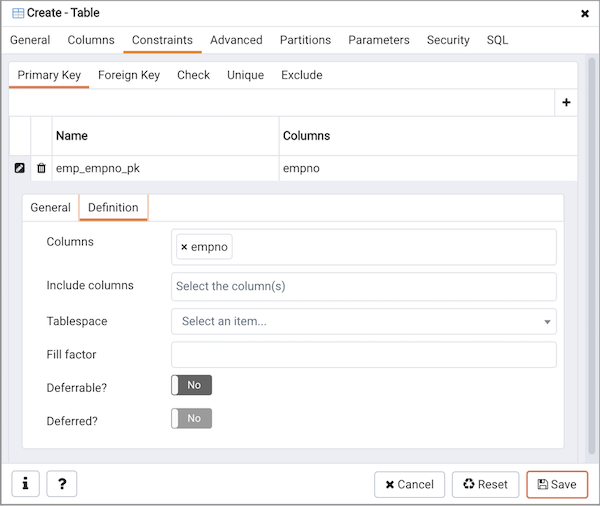 Create - Table
General Columns Constraints Advanced Partitions Parameters Security SQL
Primary Key Foreign Key Check Unique Exclude
Name Columns
emp_empno_pk empno
General Definition
Columns empno
Include columns Select the column(s)
Tablespace Select an item...
Fill factor
Deferrable? No
Deferred? No
i ? Cancel Reset Save